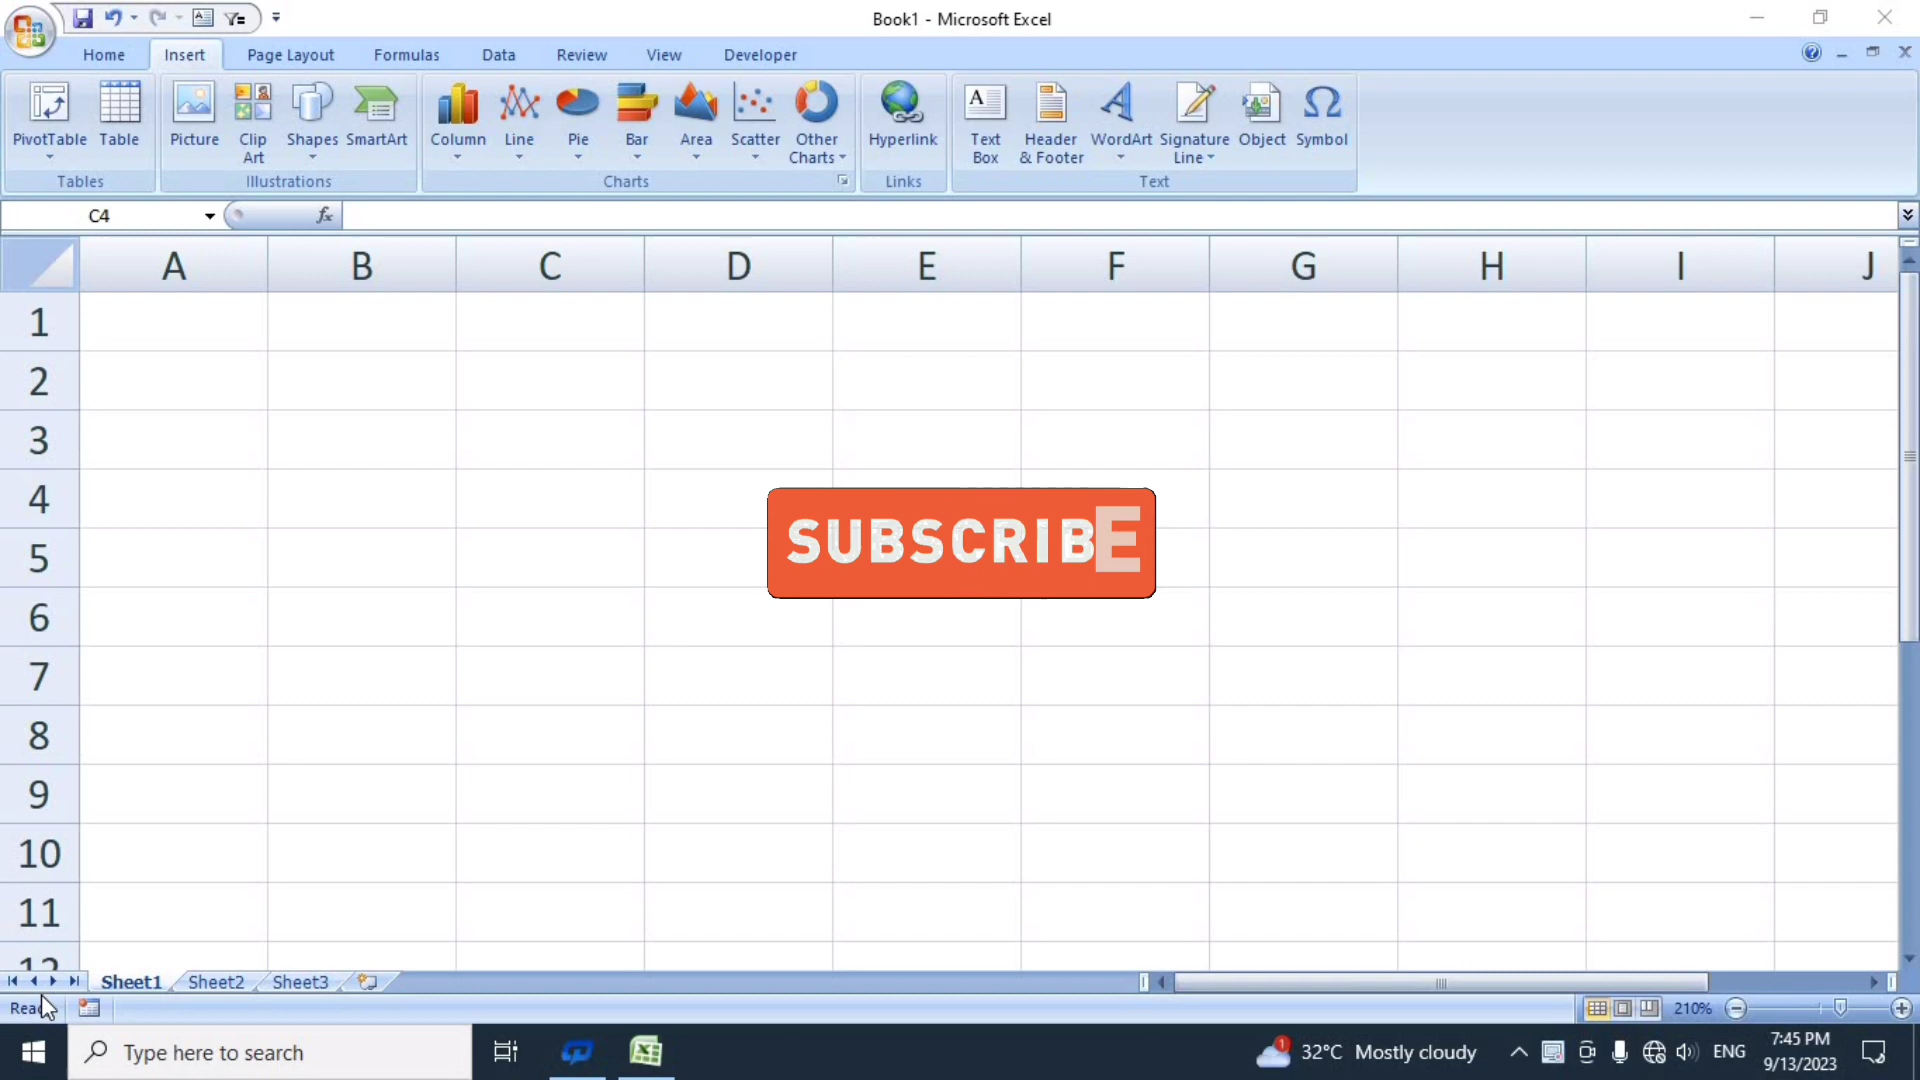 Book1 - Microsoft Excel
Home Insert Page Layout Formulas Data Review View Developer
PivotTable Table Picture Clip Art Shapes SmartArt Column Line Pie Bar Area Scatter Other Charts Hyperlink Text Box Header & Footer WordArt Signature Line Object Symbol
Tables Illustrations Charts Links Text
C4 fx
A B C D E F G H I J
1
2
3
4
SUBSCRIBE
5
6
7
8
9
10
11
12
Sheet1 Sheet2 Sheet3
210%
Type here to search
1
32°C Mostly cloudy
ENG
7:45 PM
9/13/2023